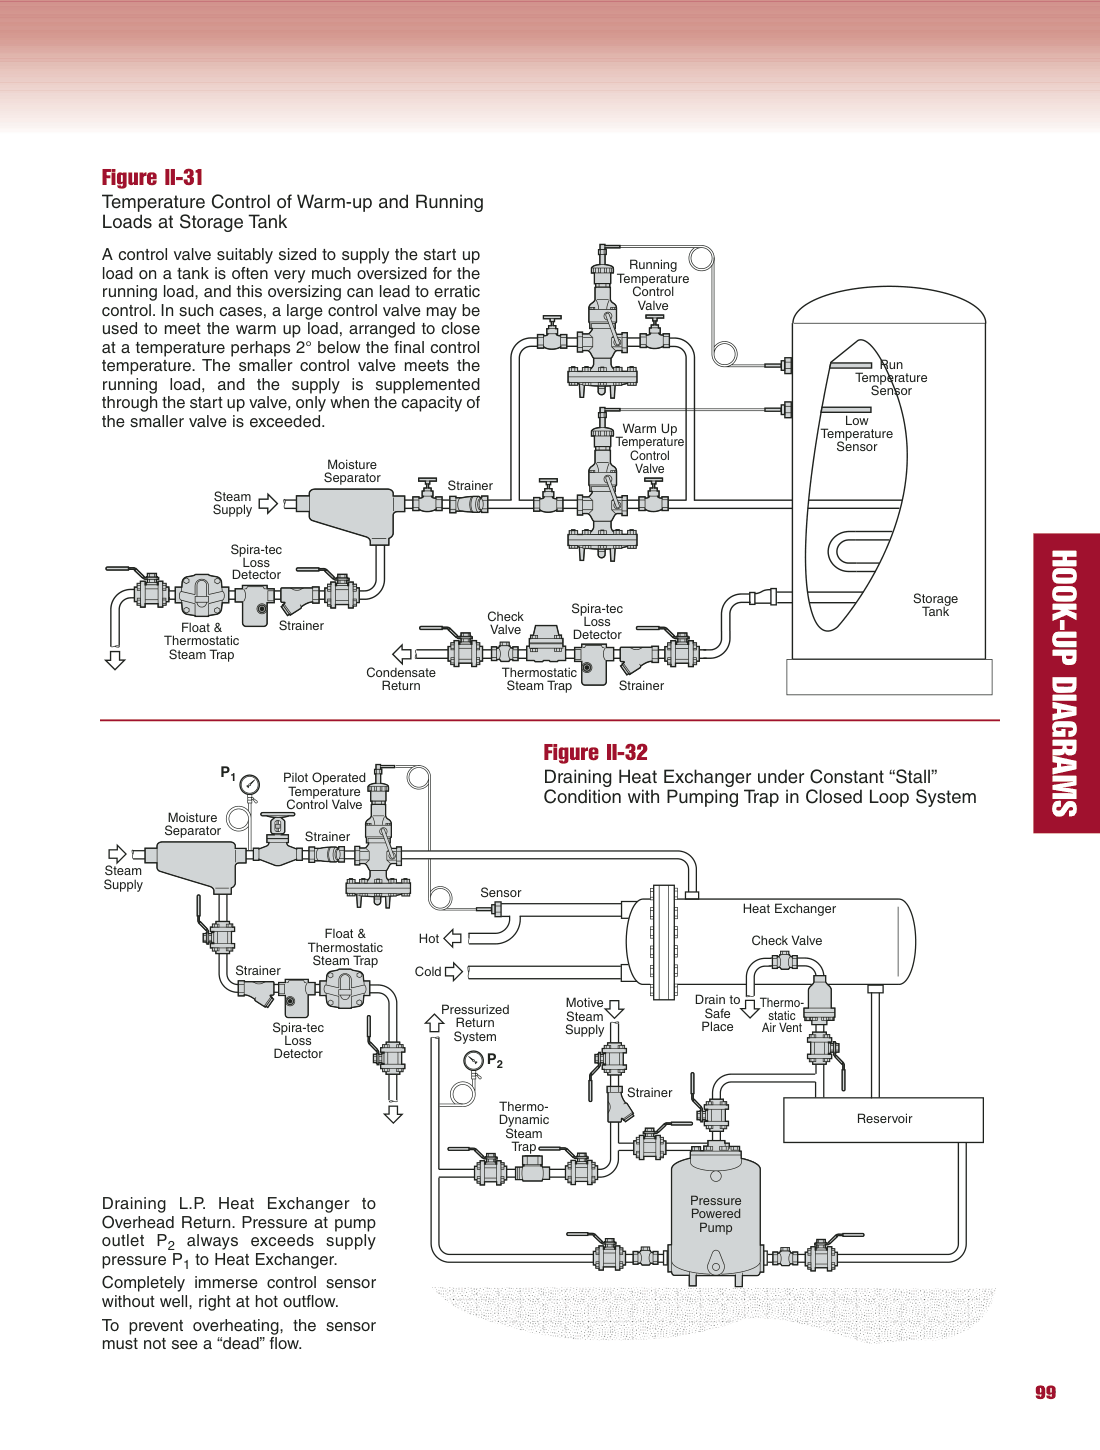 Figure II-31
Temperature Control of Warm-up and Running
Loads at Storage Tank
A control valve suitably sized to supply the start up
load on a tank is often very much oversized for the
running load, and this oversizing can lead to erratic
control. In such cases, a large control valve may be
used to meet the warm up load, arranged to close
at a temperature perhaps 2° below the final control
temperature. The smaller control valve meets the
running load, and the supply is supplemented
through the start up valve, only when the capacity of
the smaller valve is exceeded.
Running
Temperature
Control
Valve
Run
Temperature
Sensor
Low
Temperature
Sensor
Warm Up
Temperature
Control
Valve
Moisture
Separator
Strainer
Steam
Supply
Spira-tec
Loss
Detector
Float &
Thermostatic
Steam Trap
Strainer
Check
Valve
Spira-tec
Loss
Detector
Storage
Tank
Condensate
Return
Thermostatic
Steam Trap
Strainer
HOOK-UP DIAGRAMS
Figure II-32
Draining Heat Exchanger under Constant “Stall”
Condition with Pumping Trap in Closed Loop System
P1
Pilot Operated
Temperature
Control Valve
Moisture
Separator
Strainer
Steam
Supply
Sensor
Heat Exchanger
Hot
Float &
Thermostatic
Steam Trap
Check Valve
Strainer
Cold
Pressurized
Return
System
Motive
Steam
Supply
Drain to
Safe
Place
Thermo-
static
Air Vent
Spira-tec
Loss
Detector
P2
Strainer
Thermo-
Dynamic
Steam
Trap
Reservoir
Pressure
Powered
Pump
Draining L.P. Heat Exchanger to
Overhead Return. Pressure at pump
outlet P2 always exceeds supply
pressure P1 to Heat Exchanger.
Completely immerse control sensor
without well, right at hot outflow.
To prevent overheating, the sensor
must not see a “dead” flow.
99